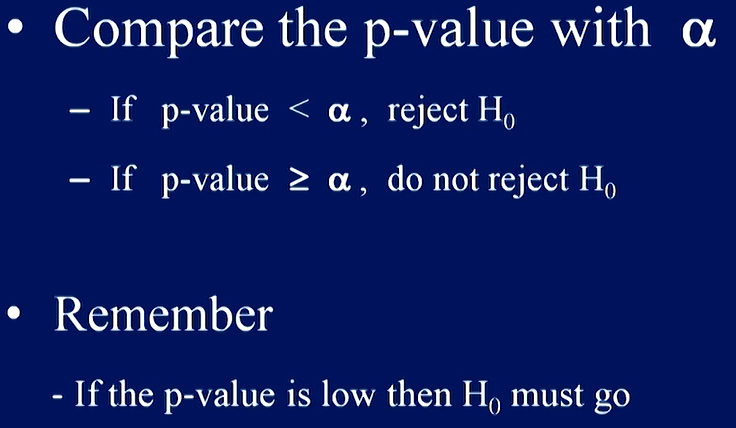 • Compare the p-value with α
– If p-value < α , reject H₀
– If p-value ≥ α , do not reject H₀
• Remember
- If the p-value is low then H₀ must go